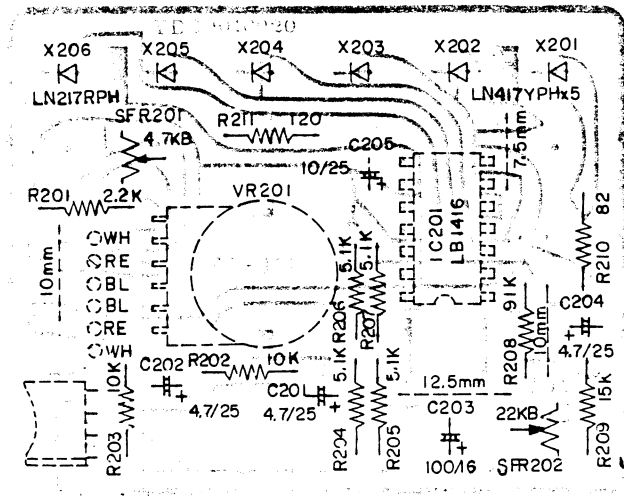 X206 X205 X204 X203 X202 X201
LN217RPH LN417YPHx5
SFR201
4.7KB
R211 120
C205
10/25
7.5mm
R201 2.2K
VR201
IC201
LB1416
82
R210
WH
RE
BL
BL
RE
WH
10mm
5.1K
5.1K
R206
R207
91K
R208
10mm
C204
4.7/25
C202
4.7/25
R202 10K
C201
4.7/25
10K
R203
5.1K
R204
5.1K
R205
12.5mm
C203
100/16
22KB
SFR202
15K
R209